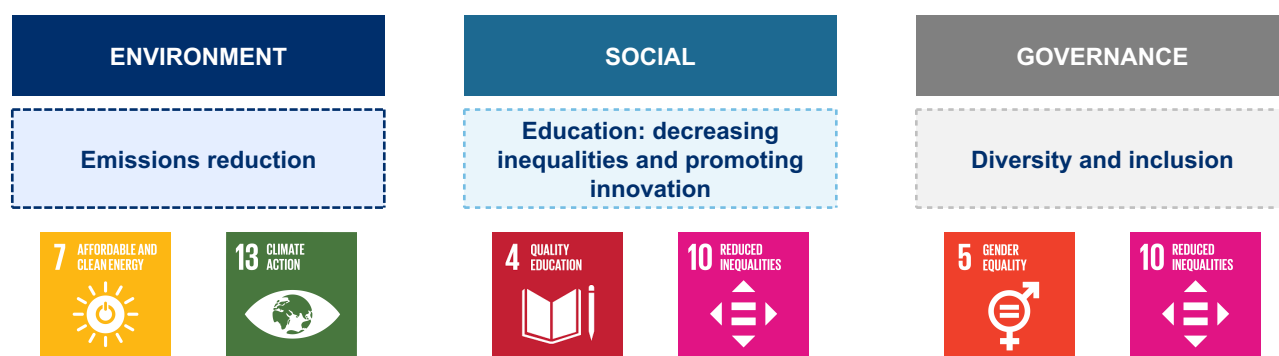 ENVIRONMENT
Emissions reduction
7 AFFORDABLE AND
CLEAN ENERGY
13 CLIMATE
ACTION
SOCIAL
Education: decreasing
inequalities and promoting
innovation
4 QUALITY
EDUCATION
10 REDUCED
INEQUALITIES
GOVERNANCE
Diversity and inclusion
5 GENDER
EQUALITY
10 REDUCED
INEQUALITIES